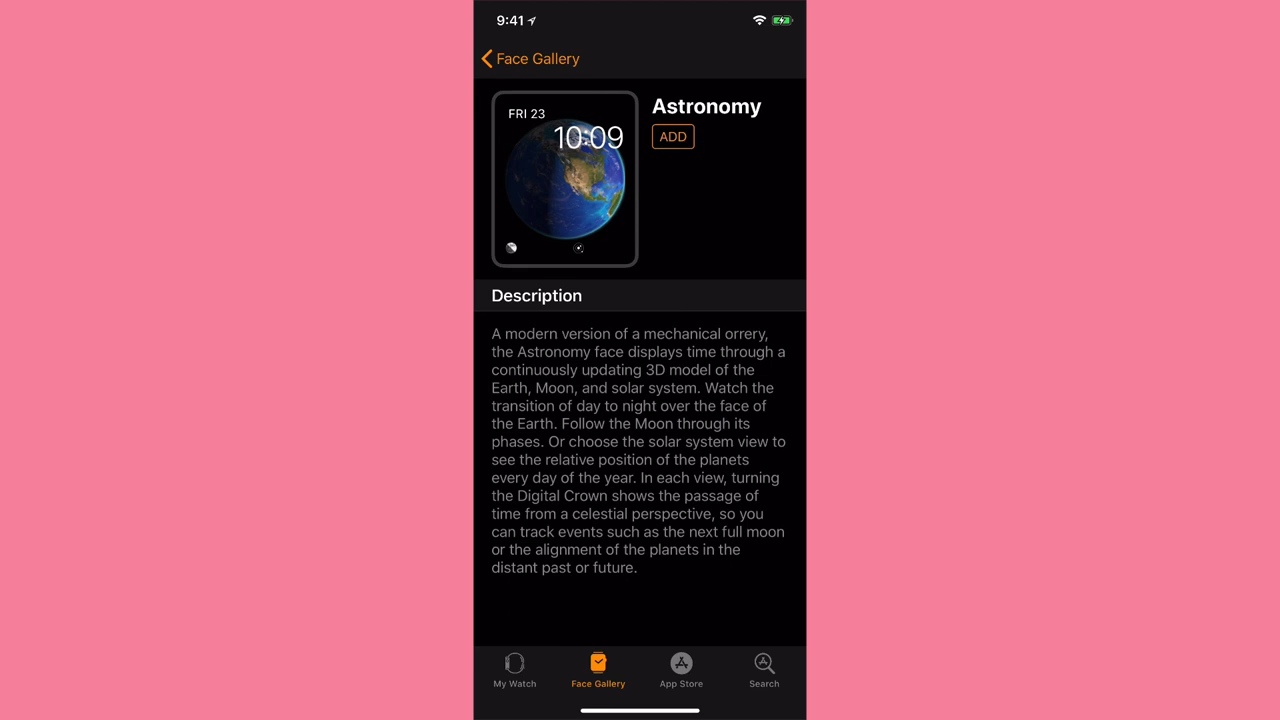 9:41
Face Gallery
FRI 23
10:09
Astronomy
ADD
Description
A modern version of a mechanical orrery,
the Astronomy face displays time through a
continuously updating 3D model of the
Earth, Moon, and solar system. Watch the
transition of day to night over the face of
the Earth. Follow the Moon through its
phases. Or choose the solar system view to
see the relative position of the planets
every day of the year. In each view, turning
the Digital Crown shows the passage of
time from a celestial perspective, so you
can track events such as the next full moon
or the alignment of the planets in the
distant past or future.
My Watch
Face Gallery
App Store
Search